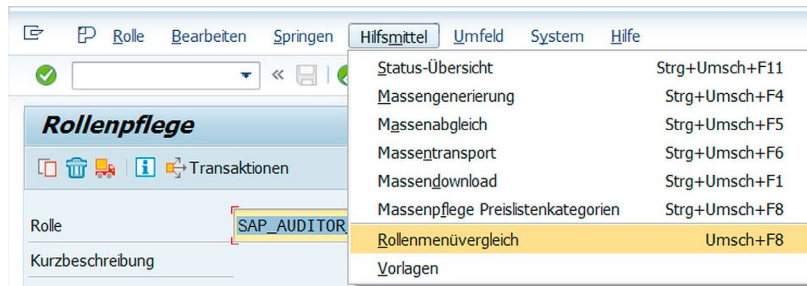 Rolle Bearbeiten Springen Hilfsmittel Umfeld System Hilfe
Status-Übersicht Strg+Umsch+F11
Massengenerierung Strg+Umsch+F4
Massenabgleich Strg+Umsch+F5
Massentransport Strg+Umsch+F6
Massendownload Strg+Umsch+F1
Massenpflege Preislistenkategorien Strg+Umsch+F8
Rollenmenüvergleich Umsch+F8
Vorlagen
Rollenpflege
Transaktionen
Rolle SAP_AUDITOR_
Kurzbeschreibung